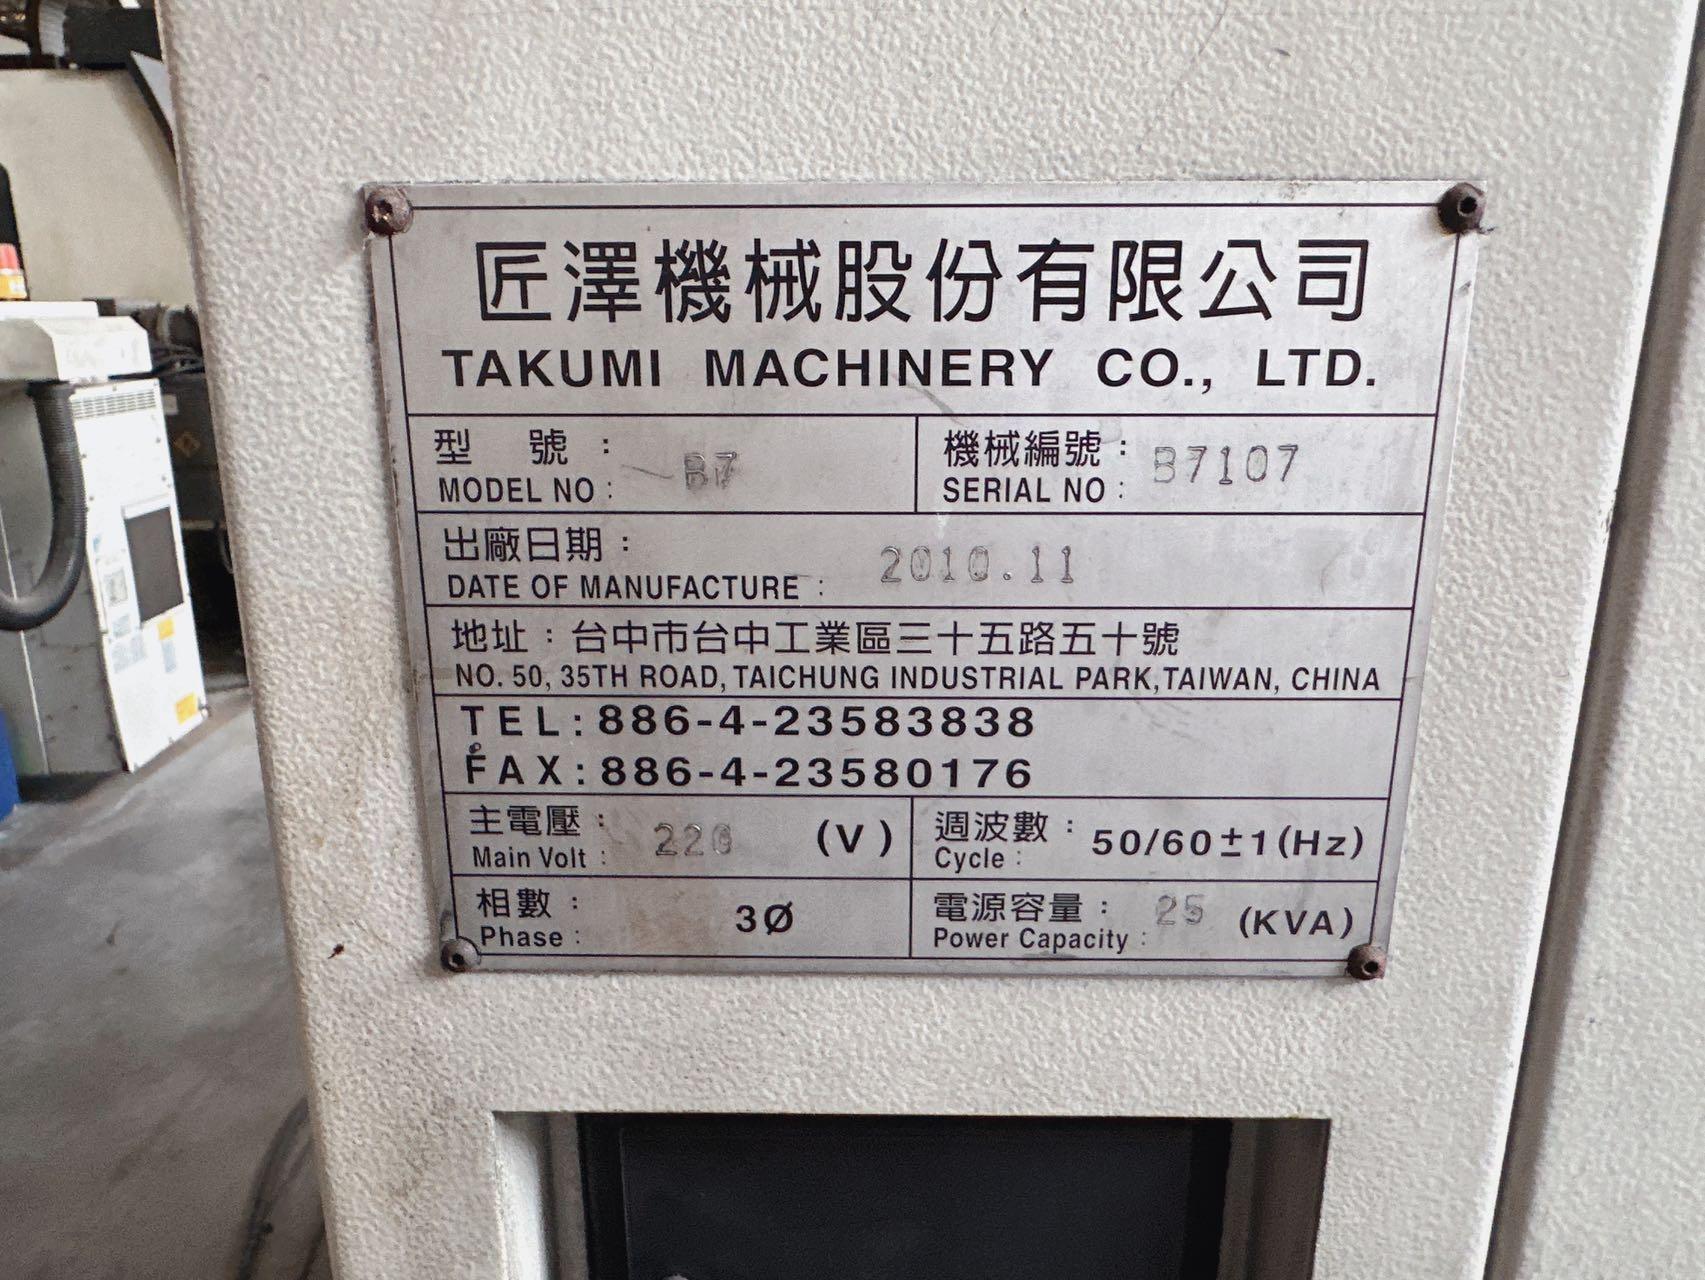 匠澤機械股份有限公司
TAKUMI MACHINERY CO., LTD.
型 號： B7
MODEL NO：
機械編號： B7107
SERIAL NO：
出廠日期： 2010.11
DATE OF MANUFACTURE：
地址：台中市台中工業區三十五路五十號
NO. 50, 35TH ROAD, TAICHUNG INDUSTRIAL PARK,TAIWAN, CHINA
TEL:886-4-23583838
FAX:886-4-23580176
主電壓： 220 (V)
Main Volt：
週波數： 50/60±1(Hz)
Cycle：
相數： 3Ø
Phase：
電源容量： 25 (KVA)
Power Capacity：